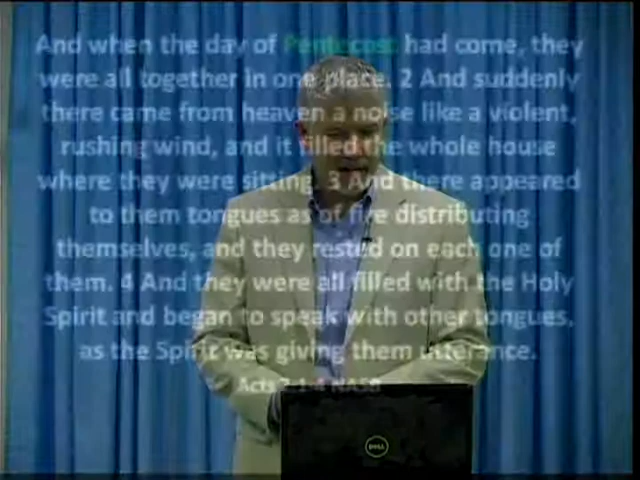 And when the day of Pentecost had come, they
were all together in one place. 2 And suddenly
there came from heaven a noise like a violent,
rushing wind, and it filled the whole house
where they were sitting. 3 And there appeared
to them tongues as of fire distributing
themselves, and they rested on each one of
them. 4 And they were all filled with the Holy
Spirit and began to speak with other tongues,
as the Spirit was giving them utterance.
Acts 2:1-4 NASB
DELL